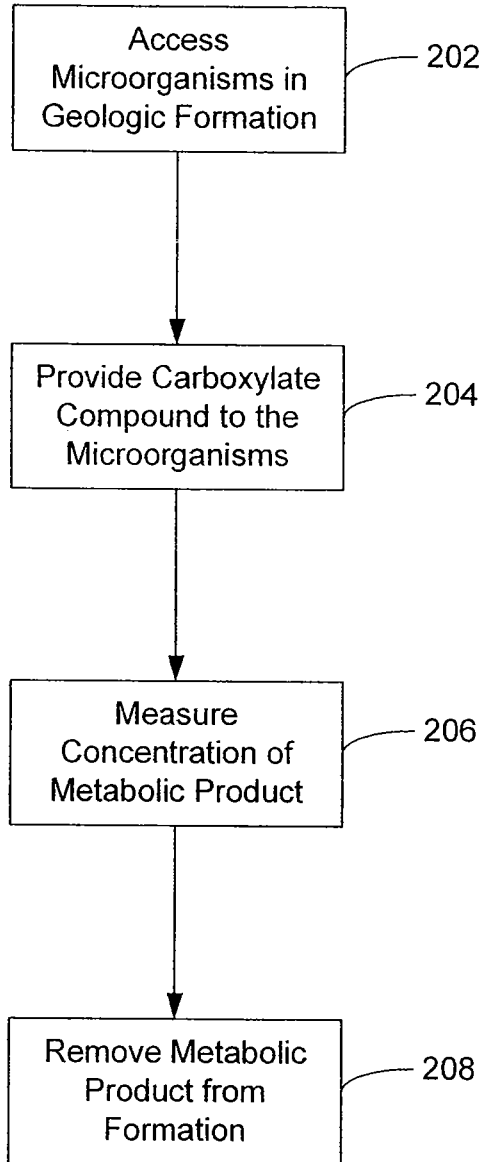 Access
Microorganisms in
Geologic Formation
202
Provide Carboxylate
Compound to the
Microorganisms
204
Measure
Concentration of
Metabolic Product
206
Remove Metabolic
Product from
Formation
208